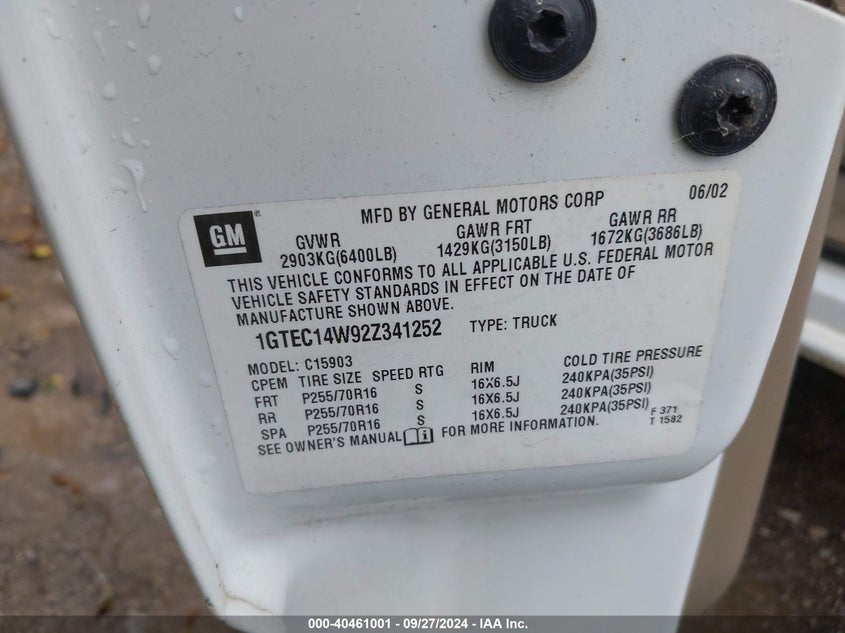 MFD BY GENERAL MOTORS CORP 06/02
GM®
GVWR GAWR FRT GAWR RR
2903KG(6400LB) 1429KG(3150LB) 1672KG(3686LB)
THIS VEHICLE CONFORMS TO ALL APPLICABLE U.S. FEDERAL MOTOR
VEHICLE SAFETY STANDARDS IN EFFECT ON THE DATE OF
MANUFACTURE SHOWN ABOVE.
1GTEC14W92Z341252 TYPE: TRUCK
MODEL: C15903
CPEM TIRE SIZE SPEED RTG RIM COLD TIRE PRESSURE
FRT P255/70R16 S 16X6.5J 240KPA(35PSI)
RR P255/70R16 S 16X6.5J 240KPA(35PSI)
SPA P255/70R16 S 16X6.5J 240KPA(35PSI)
SEE OWNER'S MANUAL i FOR MORE INFORMATION.
F 371
T 1582
000-40461001 - 09/27/2024 - IAA Inc.